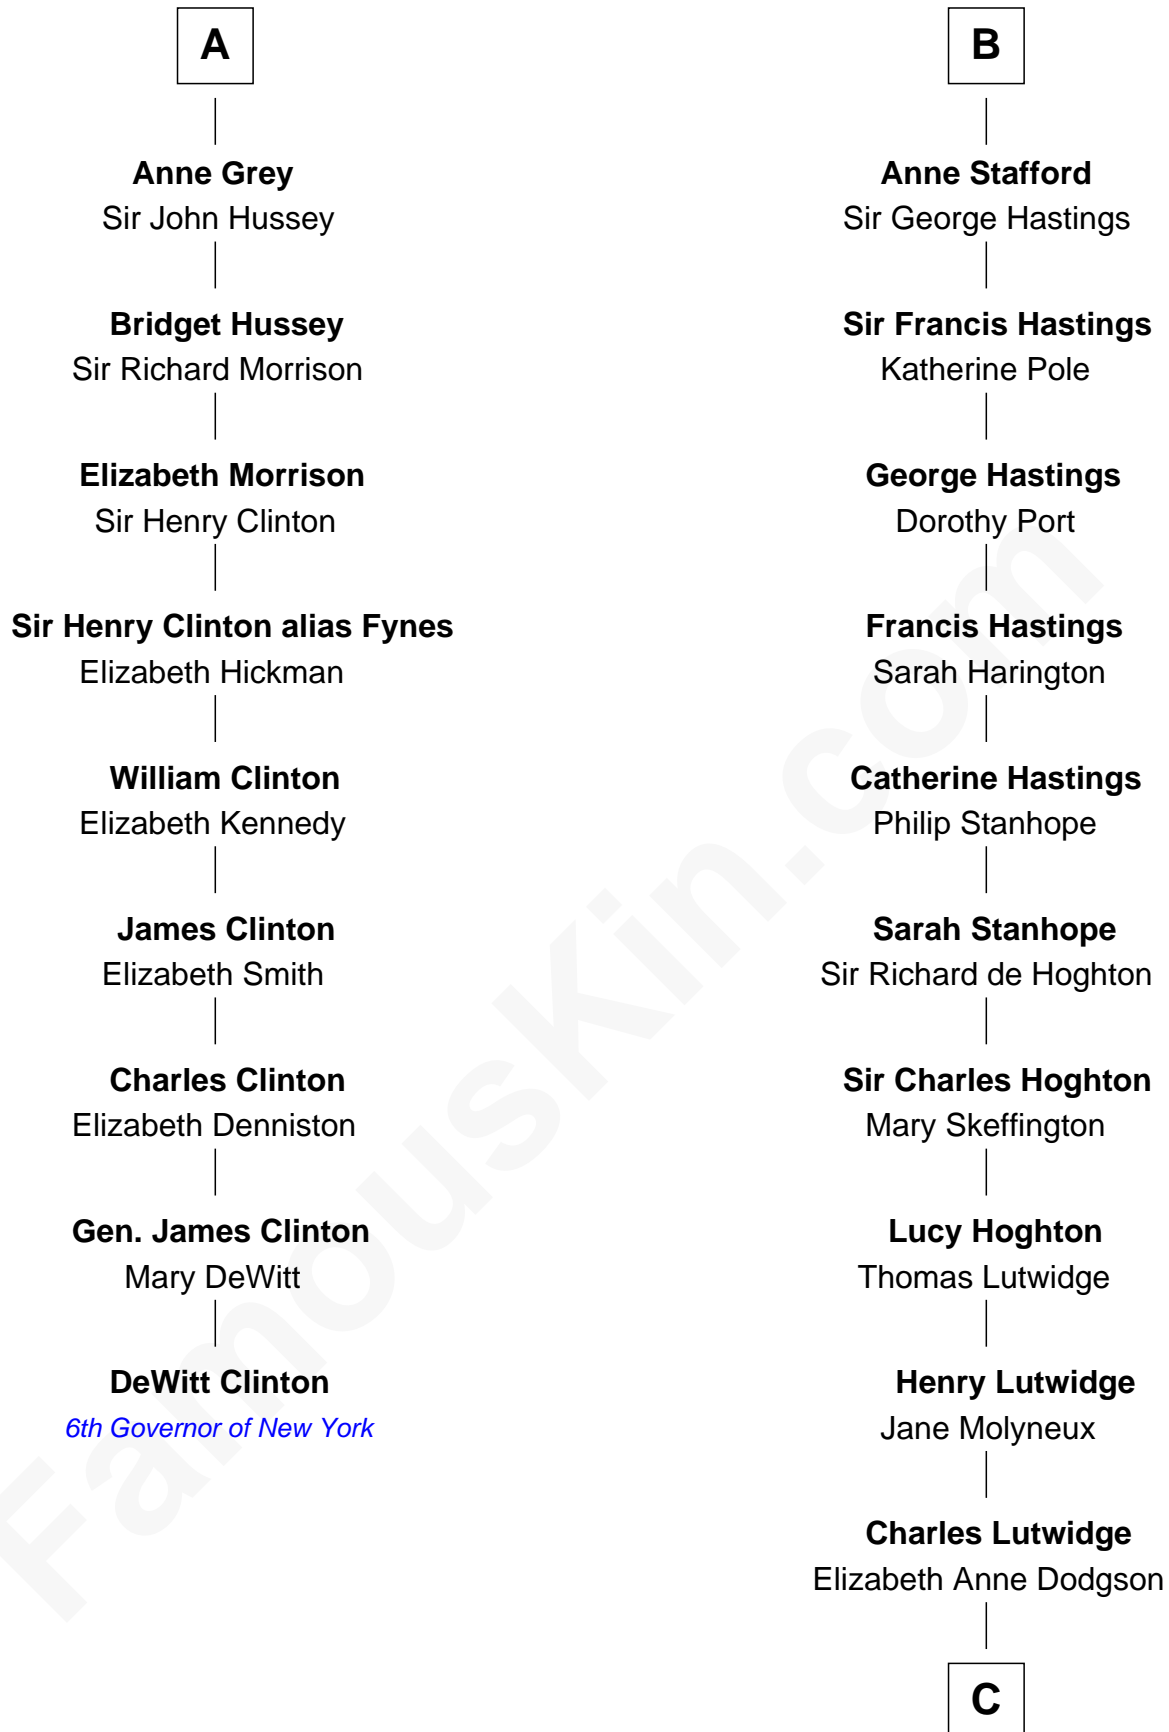 A
Anne Grey
Sir John Hussey
Bridget Hussey
Sir Richard Morrison
Elizabeth Morrison
Sir Henry Clinton
Sir Henry Clinton alias Fynes
Elizabeth Hickman
William Clinton
Elizabeth Kennedy
James Clinton
Elizabeth Smith
Charles Clinton
Elizabeth Denniston
Gen. James Clinton
Mary DeWitt
DeWitt Clinton
6th Governor of New York
B
Anne Stafford
Sir George Hastings
Sir Francis Hastings
Katherine Pole
George Hastings
Dorothy Port
Francis Hastings
Sarah Harington
Catherine Hastings
Philip Stanhope
Sarah Stanhope
Sir Richard de Hoghton
Sir Charles Hoghton
Mary Skeffington
Lucy Hoghton
Thomas Lutwidge
Henry Lutwidge
Jane Molyneux
Charles Lutwidge
Elizabeth Anne Dodgson
C
FamousKin.com